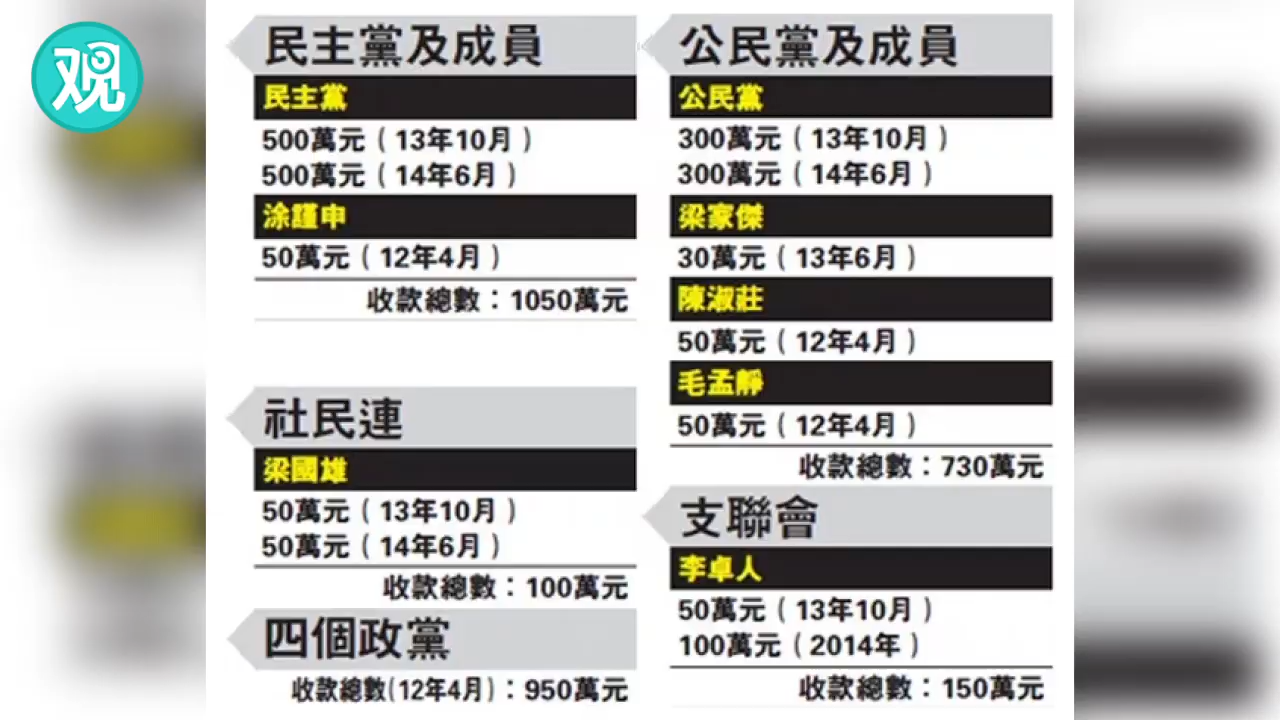 观
民主黨及成員
民主黨
500萬元（13年10月）
500萬元（14年6月）
涂謹申
50萬元（12年4月）
收款總數：1050萬元
社民連
梁國雄
50萬元（13年10月）
50萬元（14年6月）
收款總數：100萬元
四個政黨
收款總數(12年4月)：950萬元
公民黨及成員
公民黨
300萬元（13年10月）
300萬元（14年6月）
梁家傑
30萬元（13年6月）
陳淑莊
50萬元（12年4月）
毛孟靜
50萬元（12年4月）
收款總數：730萬元
支聯會
李卓人
50萬元（13年10月）
100萬元（2014年）
收款總數：150萬元